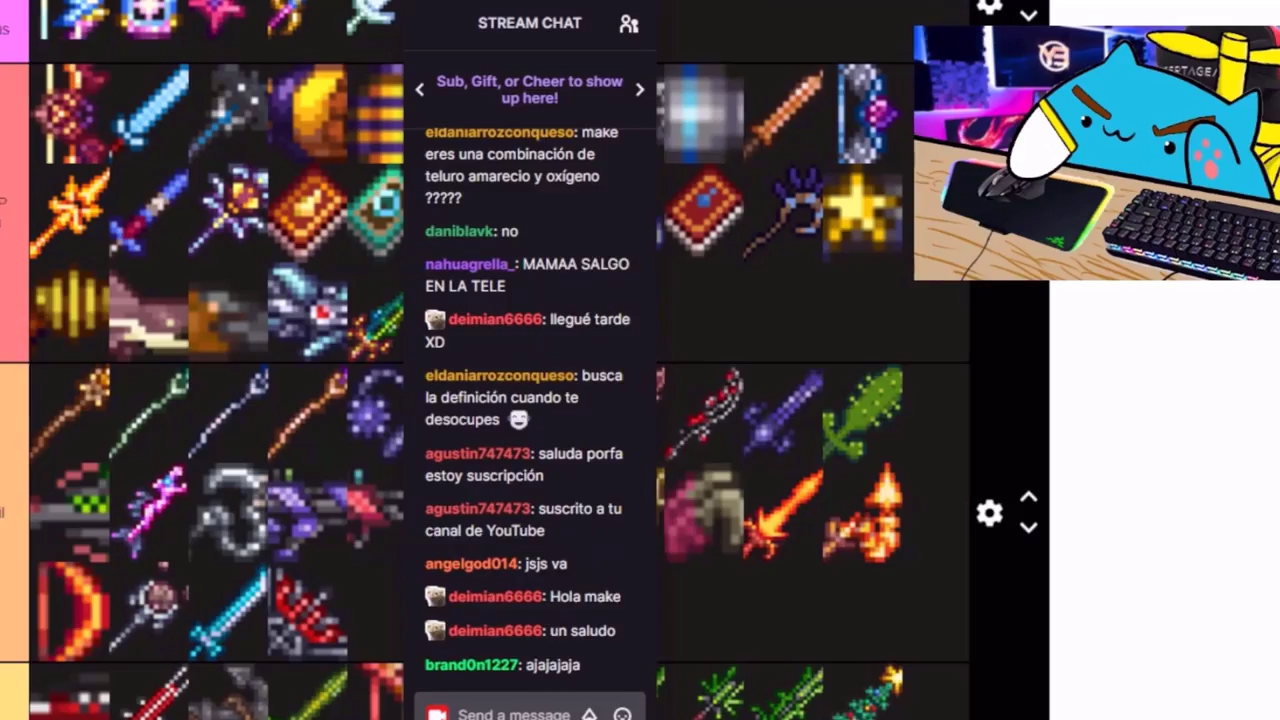 STREAM CHAT
Sub, Gift, or Cheer to show
up here!
eldaniarrozconqueso: make
eres una combinación de
teluro amarecio y oxígeno
?????
daniblavk: no
nahuagrella_: MAMAA SALGO
EN LA TELE
deimian6666: llegué tarde
XD
eldaniarrozconqueso: busca
la definición cuando te
desocupes
agustin747473: saluda porfa
estoy suscripción
agustin747473: suscrito a tu
canal de YouTube
angelgod014: jsjs va
deimian6666: Hola make
deimian6666: un saludo
brand0n1227: ajajajaja
Send a message